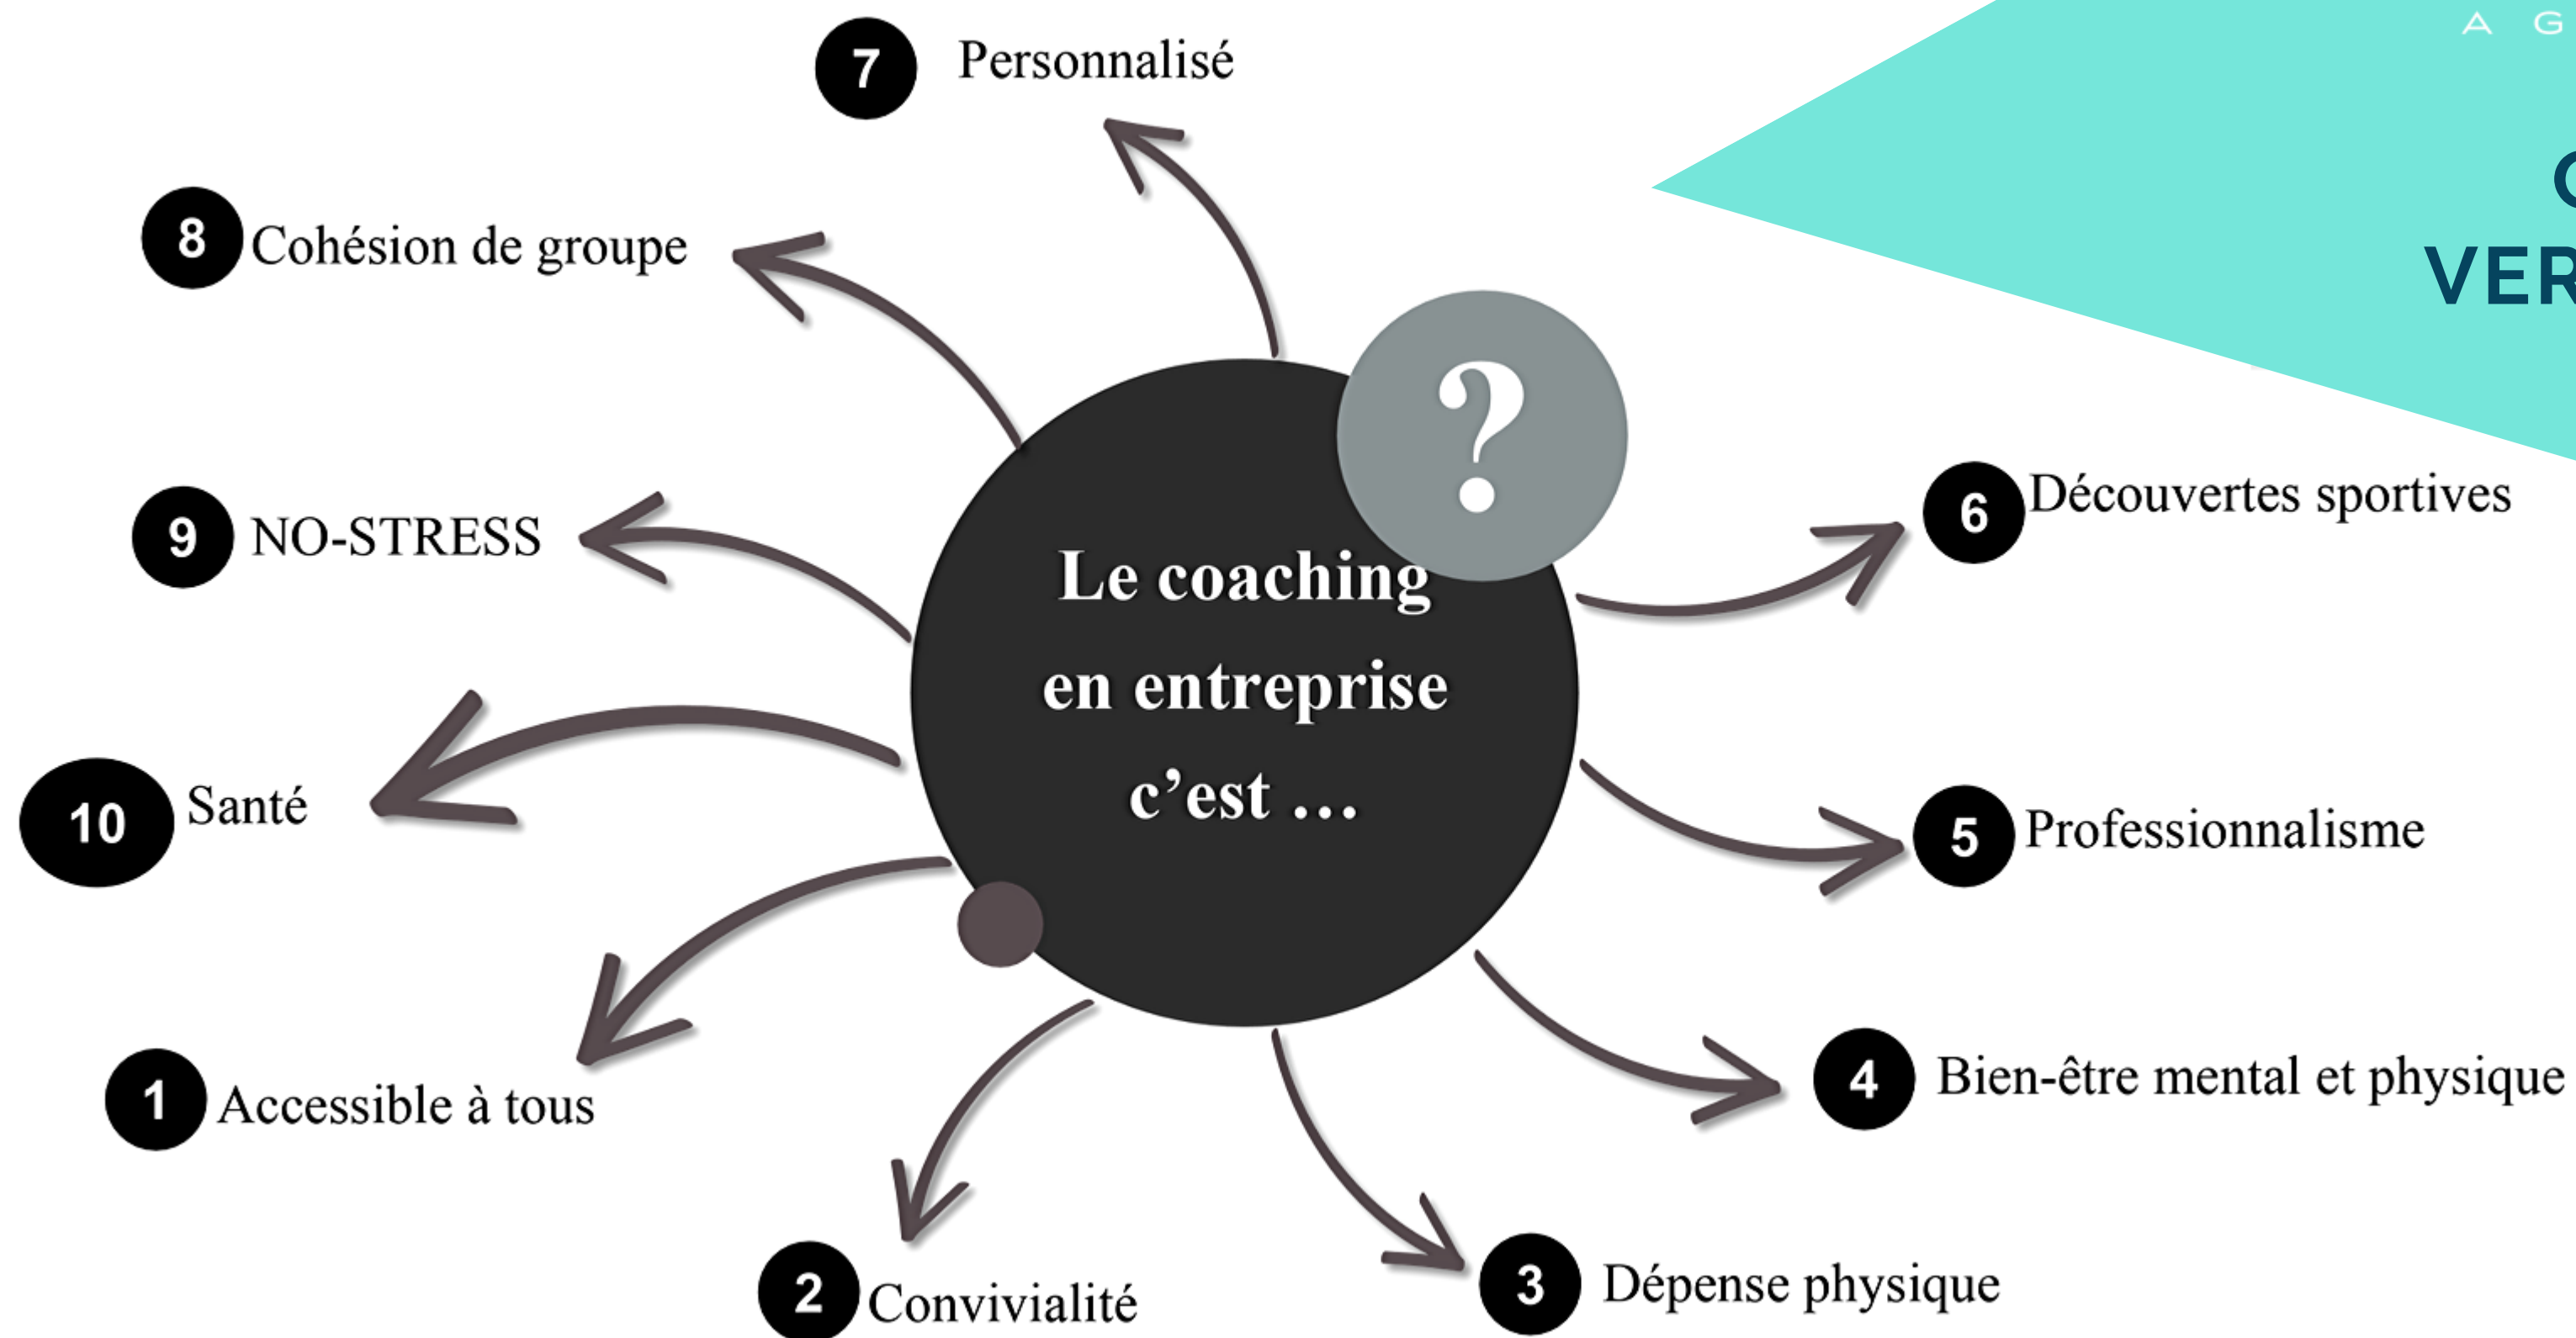 A G
VER
7 Personnalisé
8 Cohésion de groupe
9 NO-STRESS
10 Santé
1 Accessible à tous
2 Convivialité
3 Dépense physique
4 Bien-être mental et physique
5 Professionnalisme
6 Découvertes sportives
?
Le coaching
en entreprise
c’est ...